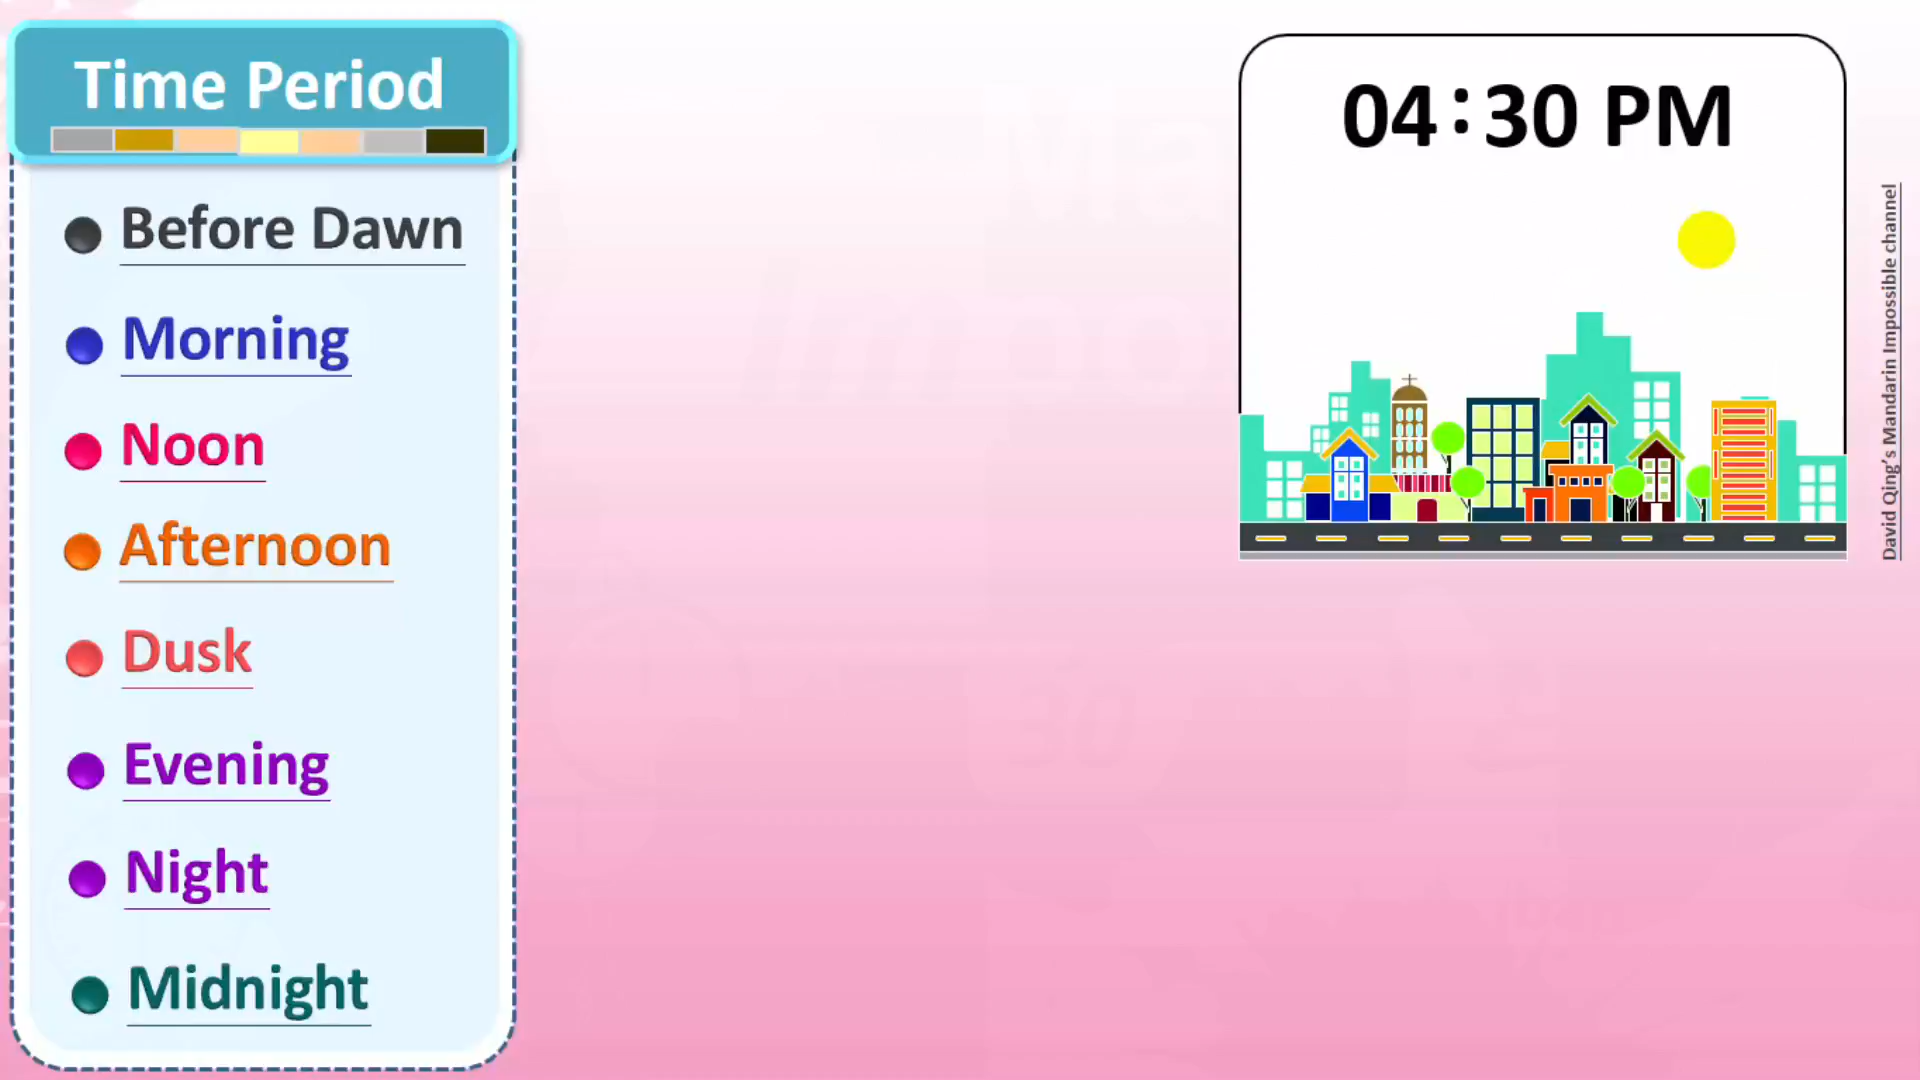 Time Period
Before Dawn
Morning
Noon
Afternoon
Dusk
Evening
Night
Midnight
04:30 PM
David Qing's Mandarin Impossible channel